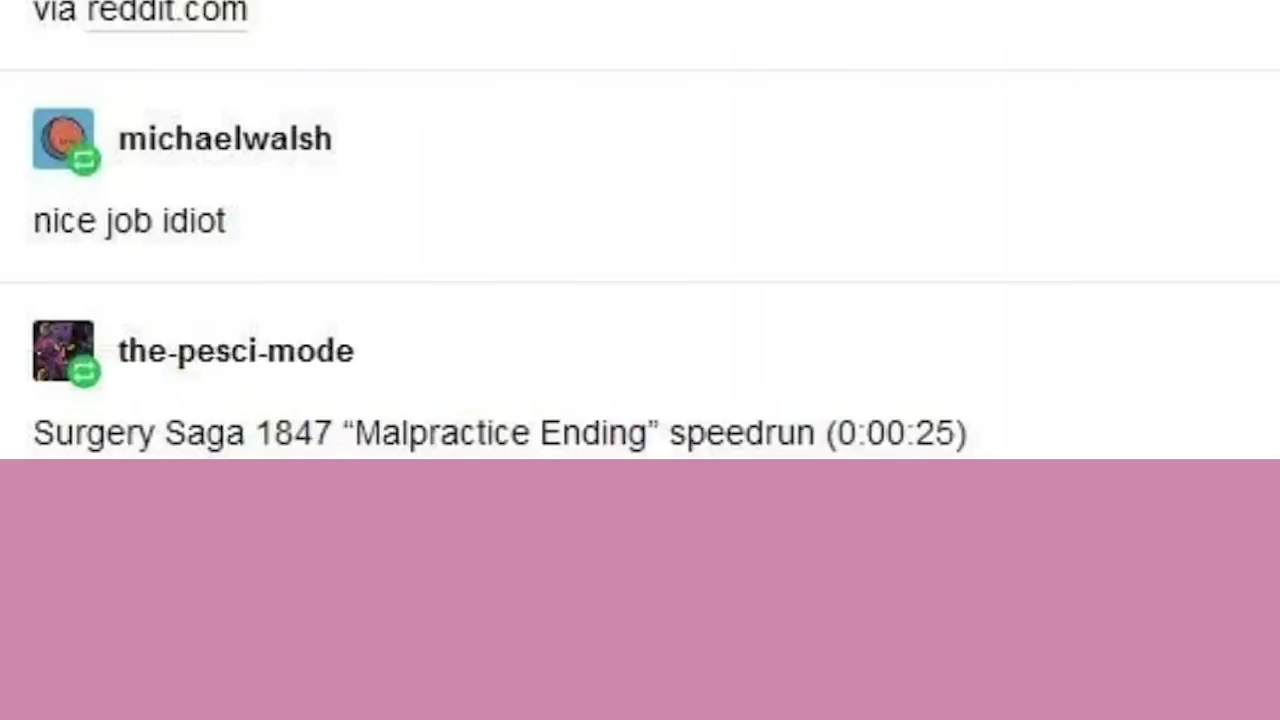 via reddit.com
michaelwalsh
nice job idiot
the-pesci-mode
Surgery Saga 1847 “Malpractice Ending” speedrun (0:00:25)